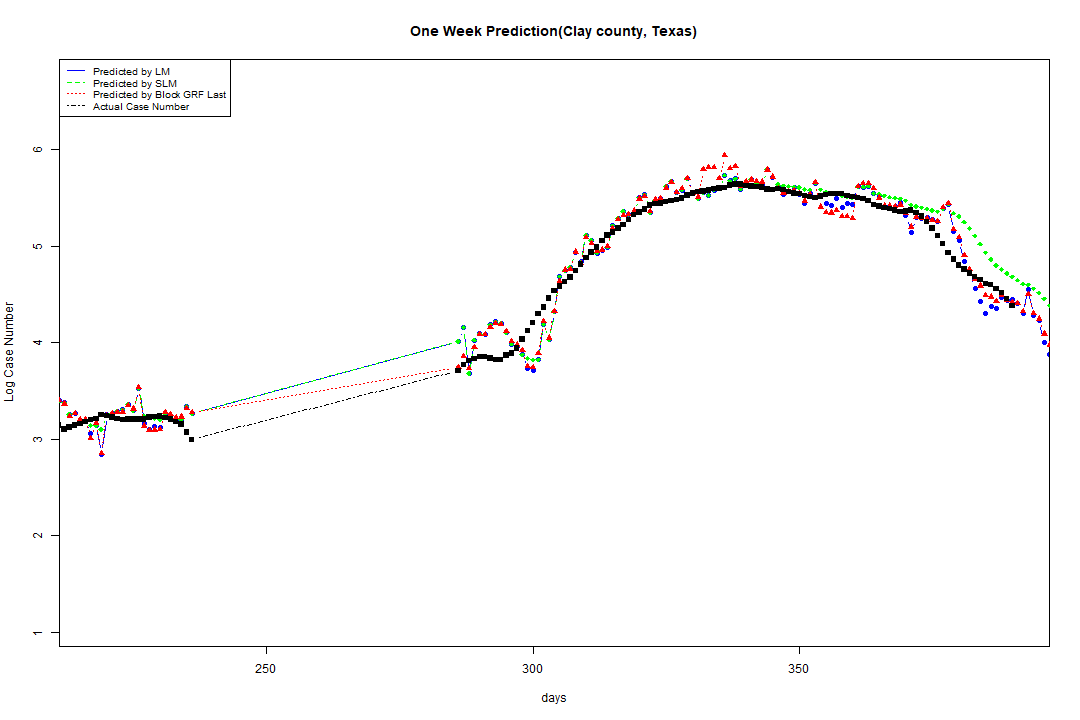 One Week Prediction(Clay county, Texas)
Predicted by LM
Predicted by SLM
Predicted by Block GRF Last
Actual Case Number
Log Case Number
6
5
4
3
2
1
250
300
350
days